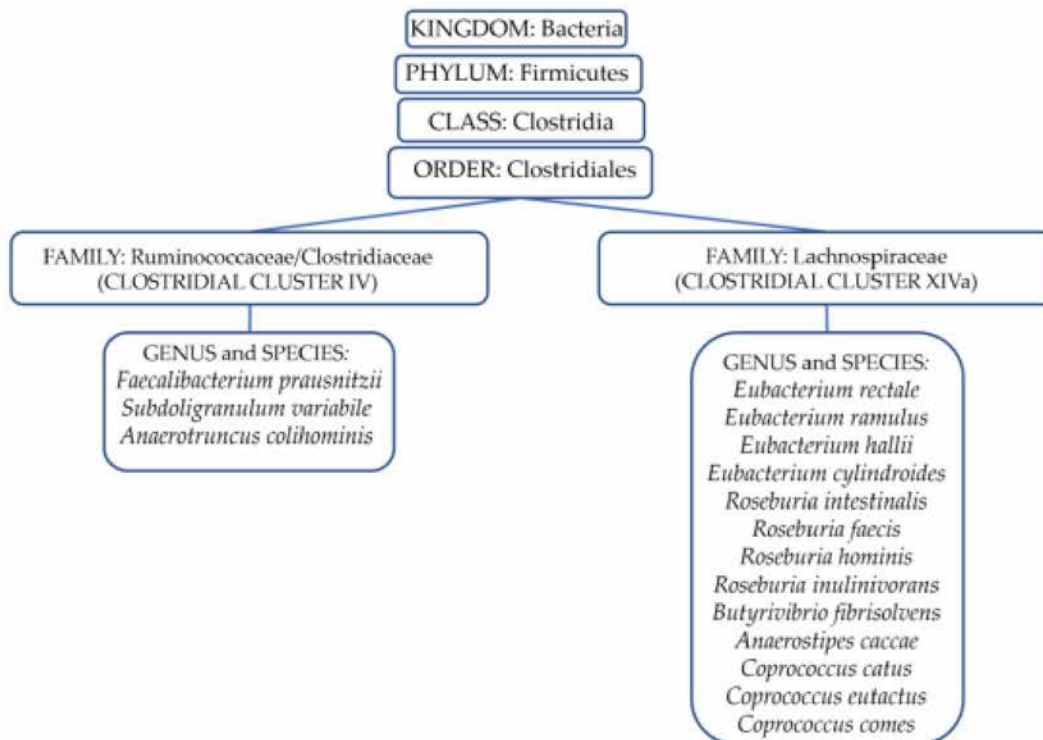 KINGDOM: Bacteria
PHYLUM: Firmicutes
CLASS: Clostridia
ORDER: Clostridiales
FAMILY: Ruminococcaceae/Clostridiaceae
(CLOSTRIDIAL CLUSTER IV)
GENUS and SPECIES:
Faecalibacterium prausnitzii
Subdoligranulum variabile
Anaerotruncus colihominis
FAMILY: Lachnospiraceae
(CLOSTRIDIAL CLUSTER XIVa)
GENUS and SPECIES:
Eubacterium rectale
Eubacterium ramulus
Eubacterium hallii
Eubacterium cylindroides
Roseburia intestinalis
Roseburia faecis
Roseburia hominis
Roseburia inulinivorans
Butyrivibrio fibrisolvens
Anaerostipes caccae
Coprococcus catus
Coprococcus eutactus
Coprococcus comes